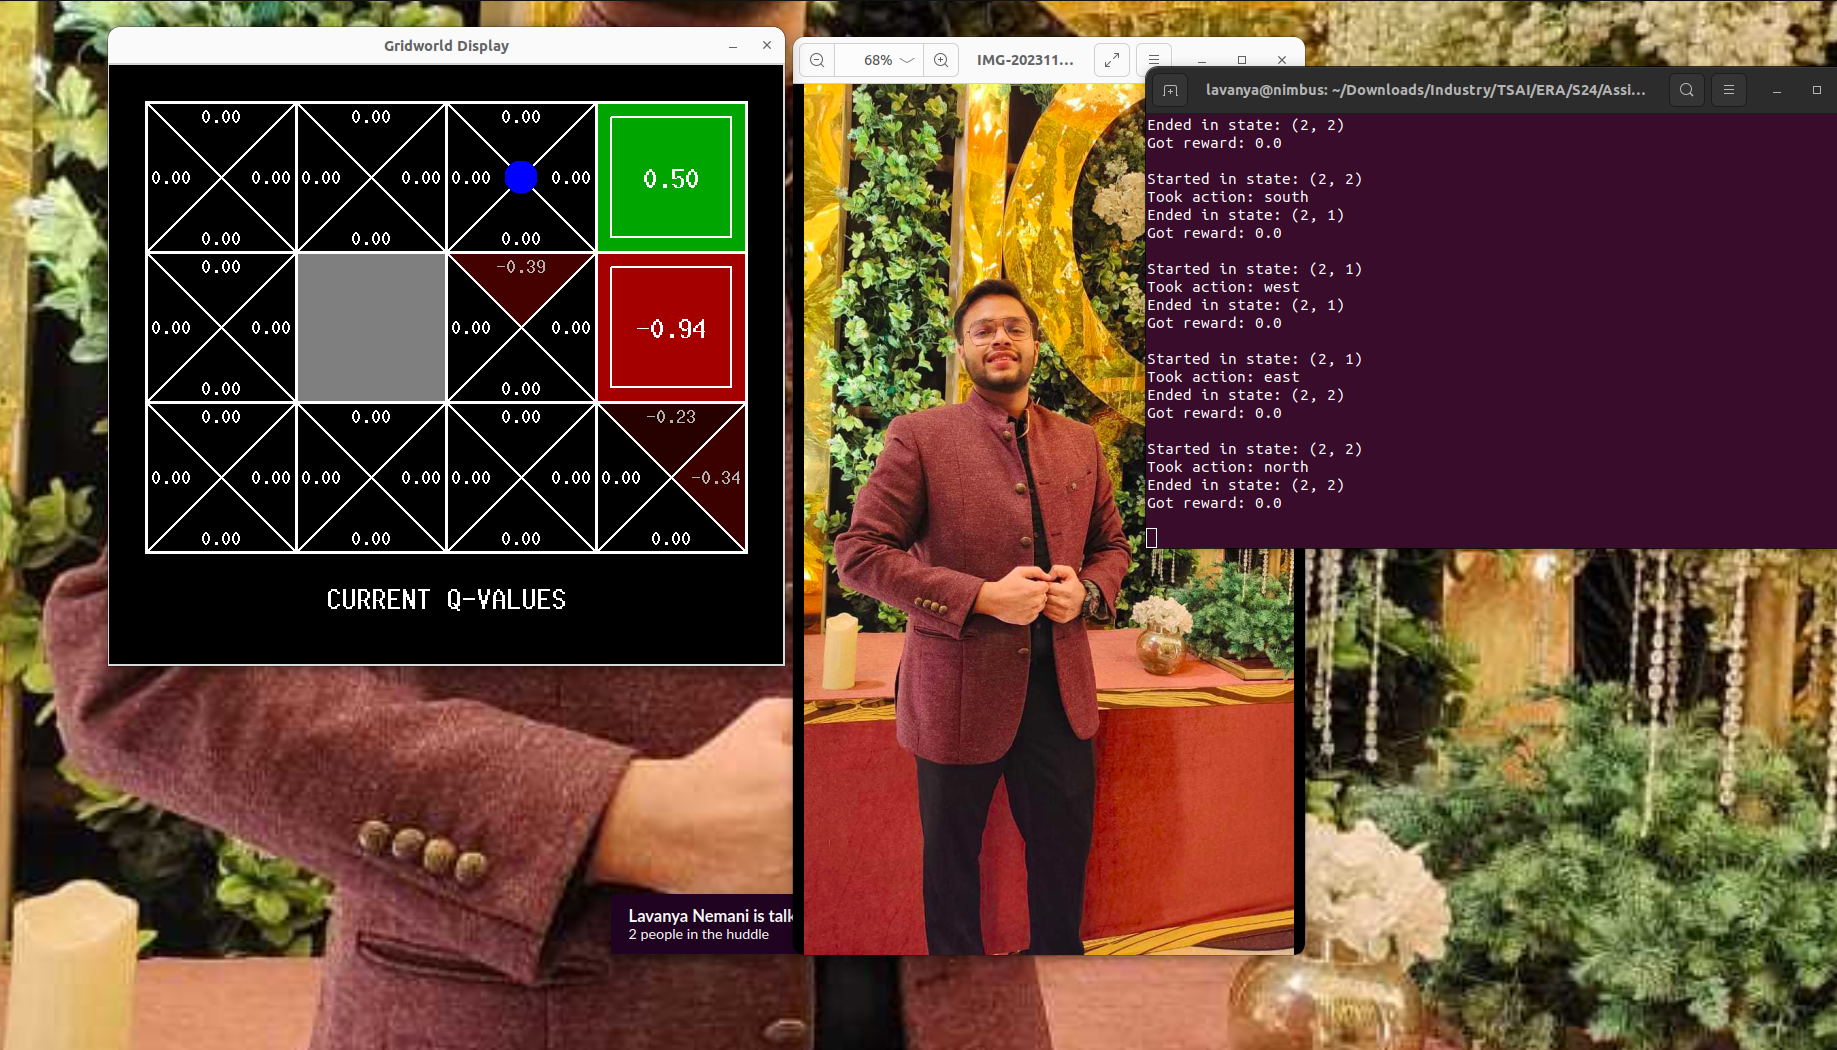 Gridworld Display
0.00 0.00 0.00
0.00 0.00 0.00 0.00 0.00 0.00 0.50
0.00 0.00 0.00
0.00 -0.39
0.00 0.00 0.00 0.00 -0.94
0.00 0.00
0.00 0.00 0.00 -0.23
0.00 0.00 0.00 0.00 0.00 0.00 0.00 -0.34
0.00 0.00 0.00 0.00
CURRENT Q-VALUES
Lavanya Nemani is talk
2 people in the huddle
68% IMG-202311...
lavanya@nimbus: ~/Downloads/Industry/TSAI/ERA/S24/Assi...
Ended in state: (2, 2)
Got reward: 0.0
Started in state: (2, 2)
Took action: south
Ended in state: (2, 1)
Got reward: 0.0
Started in state: (2, 1)
Took action: west
Ended in state: (2, 1)
Got reward: 0.0
Started in state: (2, 1)
Took action: east
Ended in state: (2, 2)
Got reward: 0.0
Started in state: (2, 2)
Took action: north
Ended in state: (2, 2)
Got reward: 0.0